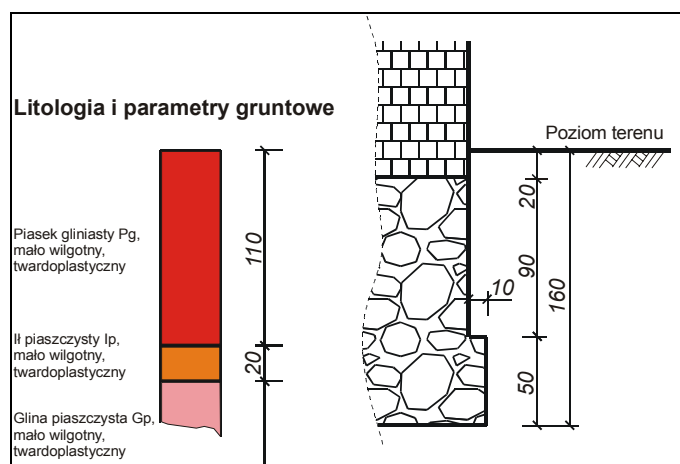 Litologia i parametry gruntowe
Poziom terenu
Piasek gliniasty Pg,
mało wilgotny,
twardoplastyczny
110
Ił piaszczysty Ip,
mało wilgotny,
twardoplastyczny
20
Glina piaszczysta Gp,
mało wilgotny,
twardoplastyczny
20
90
10
160
50